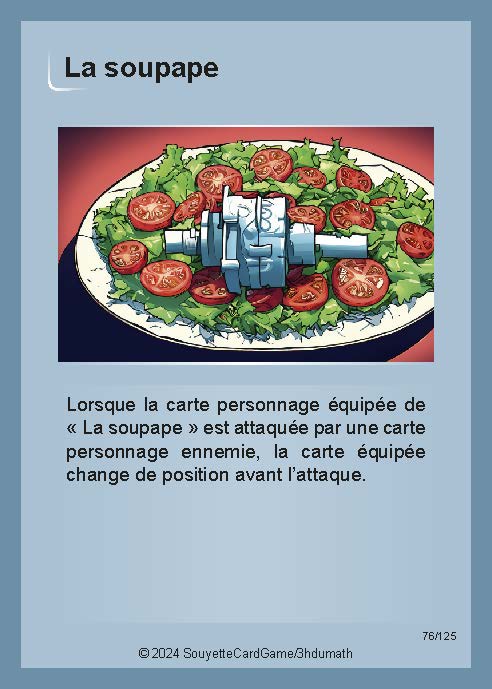 La soupape
Lorsque la carte personnage équipée de
« La soupape » est attaquée par une carte
personnage ennemie, la carte équipée
change de position avant l’attaque.
76/125
© 2024 SouyetteCardGame/3hdumath